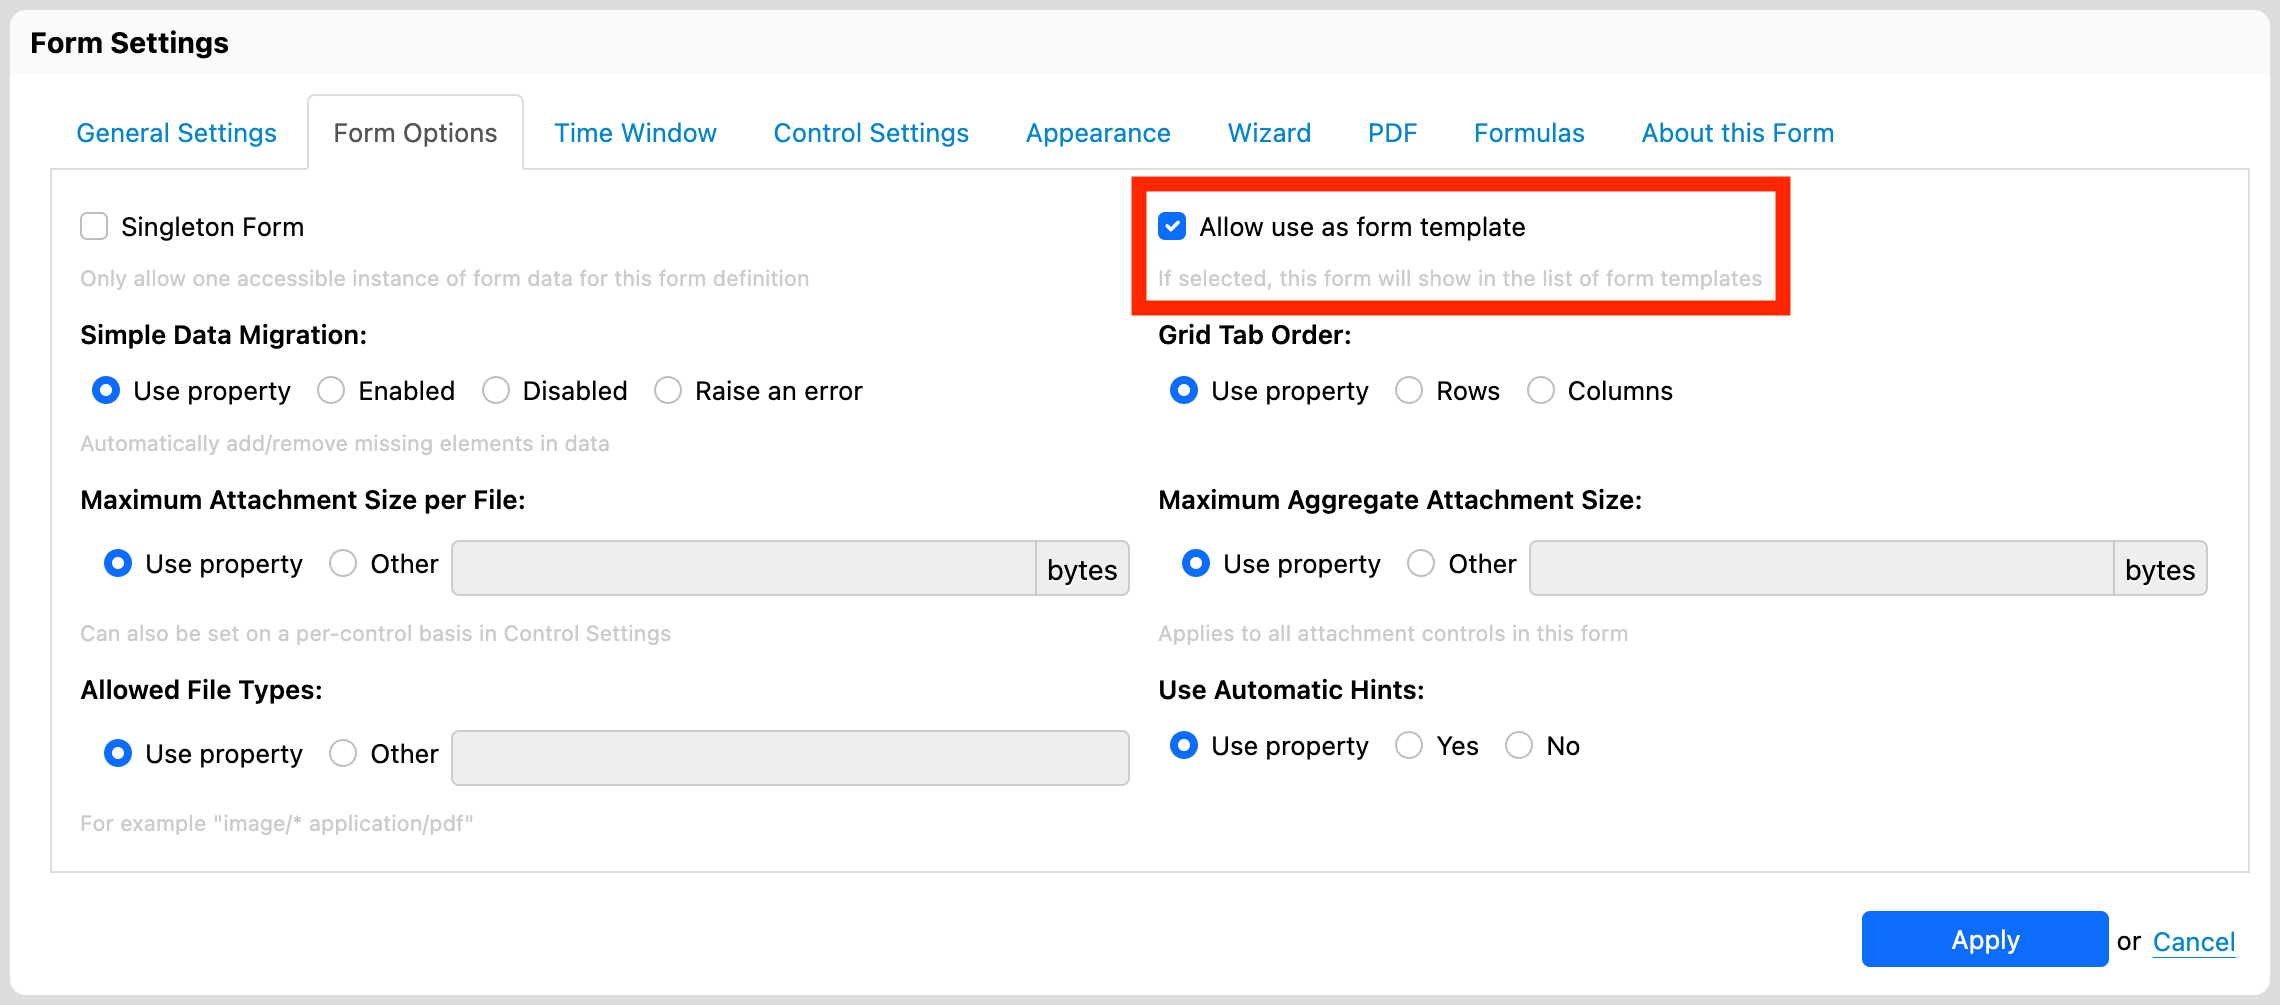 Form Settings
General Settings Form Options Time Window Control Settings Appearance Wizard PDF Formulas About this Form
Singleton Form
Only allow one accessible instance of form data for this form definition
Allow use as form template
If selected, this form will show in the list of form templates
Simple Data Migration:
Use property Enabled Disabled Raise an error
Automatically add/remove missing elements in data
Grid Tab Order:
Use property Rows Columns
Maximum Attachment Size per File:
Use property Other bytes
Can also be set on a per-control basis in Control Settings
Maximum Aggregate Attachment Size:
Use property Other bytes
Applies to all attachment controls in this form
Allowed File Types:
Use property Other
For example "image/* application/pdf"
Use Automatic Hints:
Use property Yes No
Apply or Cancel